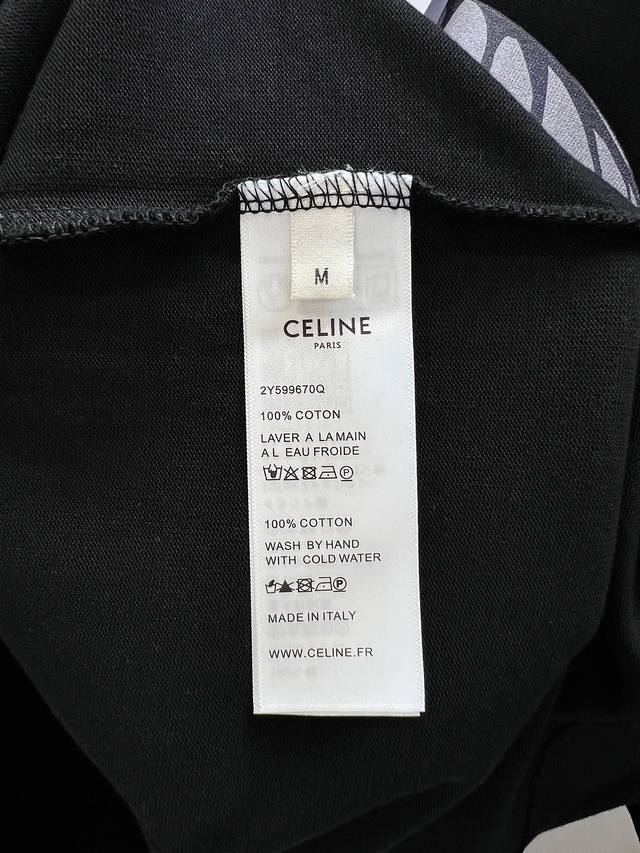 M
CELINE
PARIS
2Y599670Q
100% COTON
LAVER A LA MAIN
A L EAU FROIDE
P
100% COTTON
WASH BY HAND
WITH COLD WATER
P
MADE IN ITALY
WWW.CELINE.FR